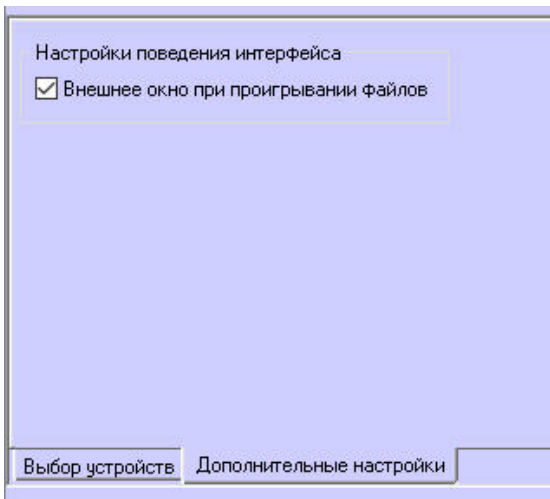 Настройки поведения интерфейса
Внешнее окно при проигрывании файлов
Выбор устройств
Дополнительные настройки